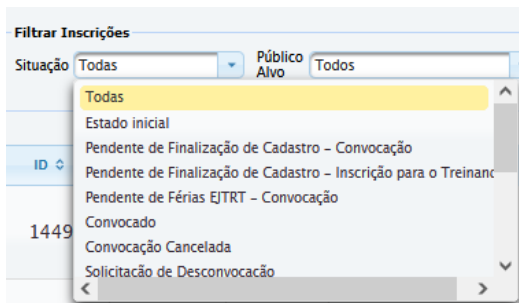 Filtrar Inscrições
Situação Todas Público Alvo Todos
Todas
Estado inicial
Pendente de Finalização de Cadastro – Convocação
ID Pendente de Finalização de Cadastro – Inscrição para o
Pendente de Férias EJTRT – Convocação
1449 Convocado
Convocação Cancelada
Solicitação de Desconvocação